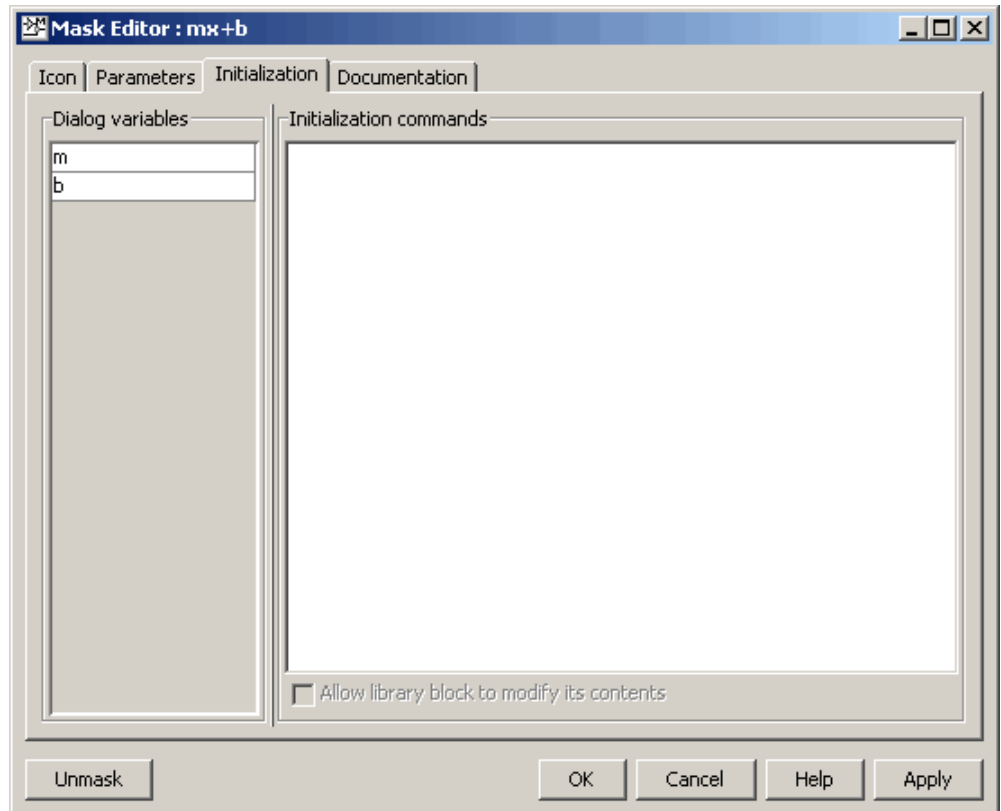 Mask Editor : mx+b
Icon Parameters Initialization Documentation
Dialog variables
Initialization commands
m
b
Allow library block to modify its contents
Unmask OK Cancel Help Apply